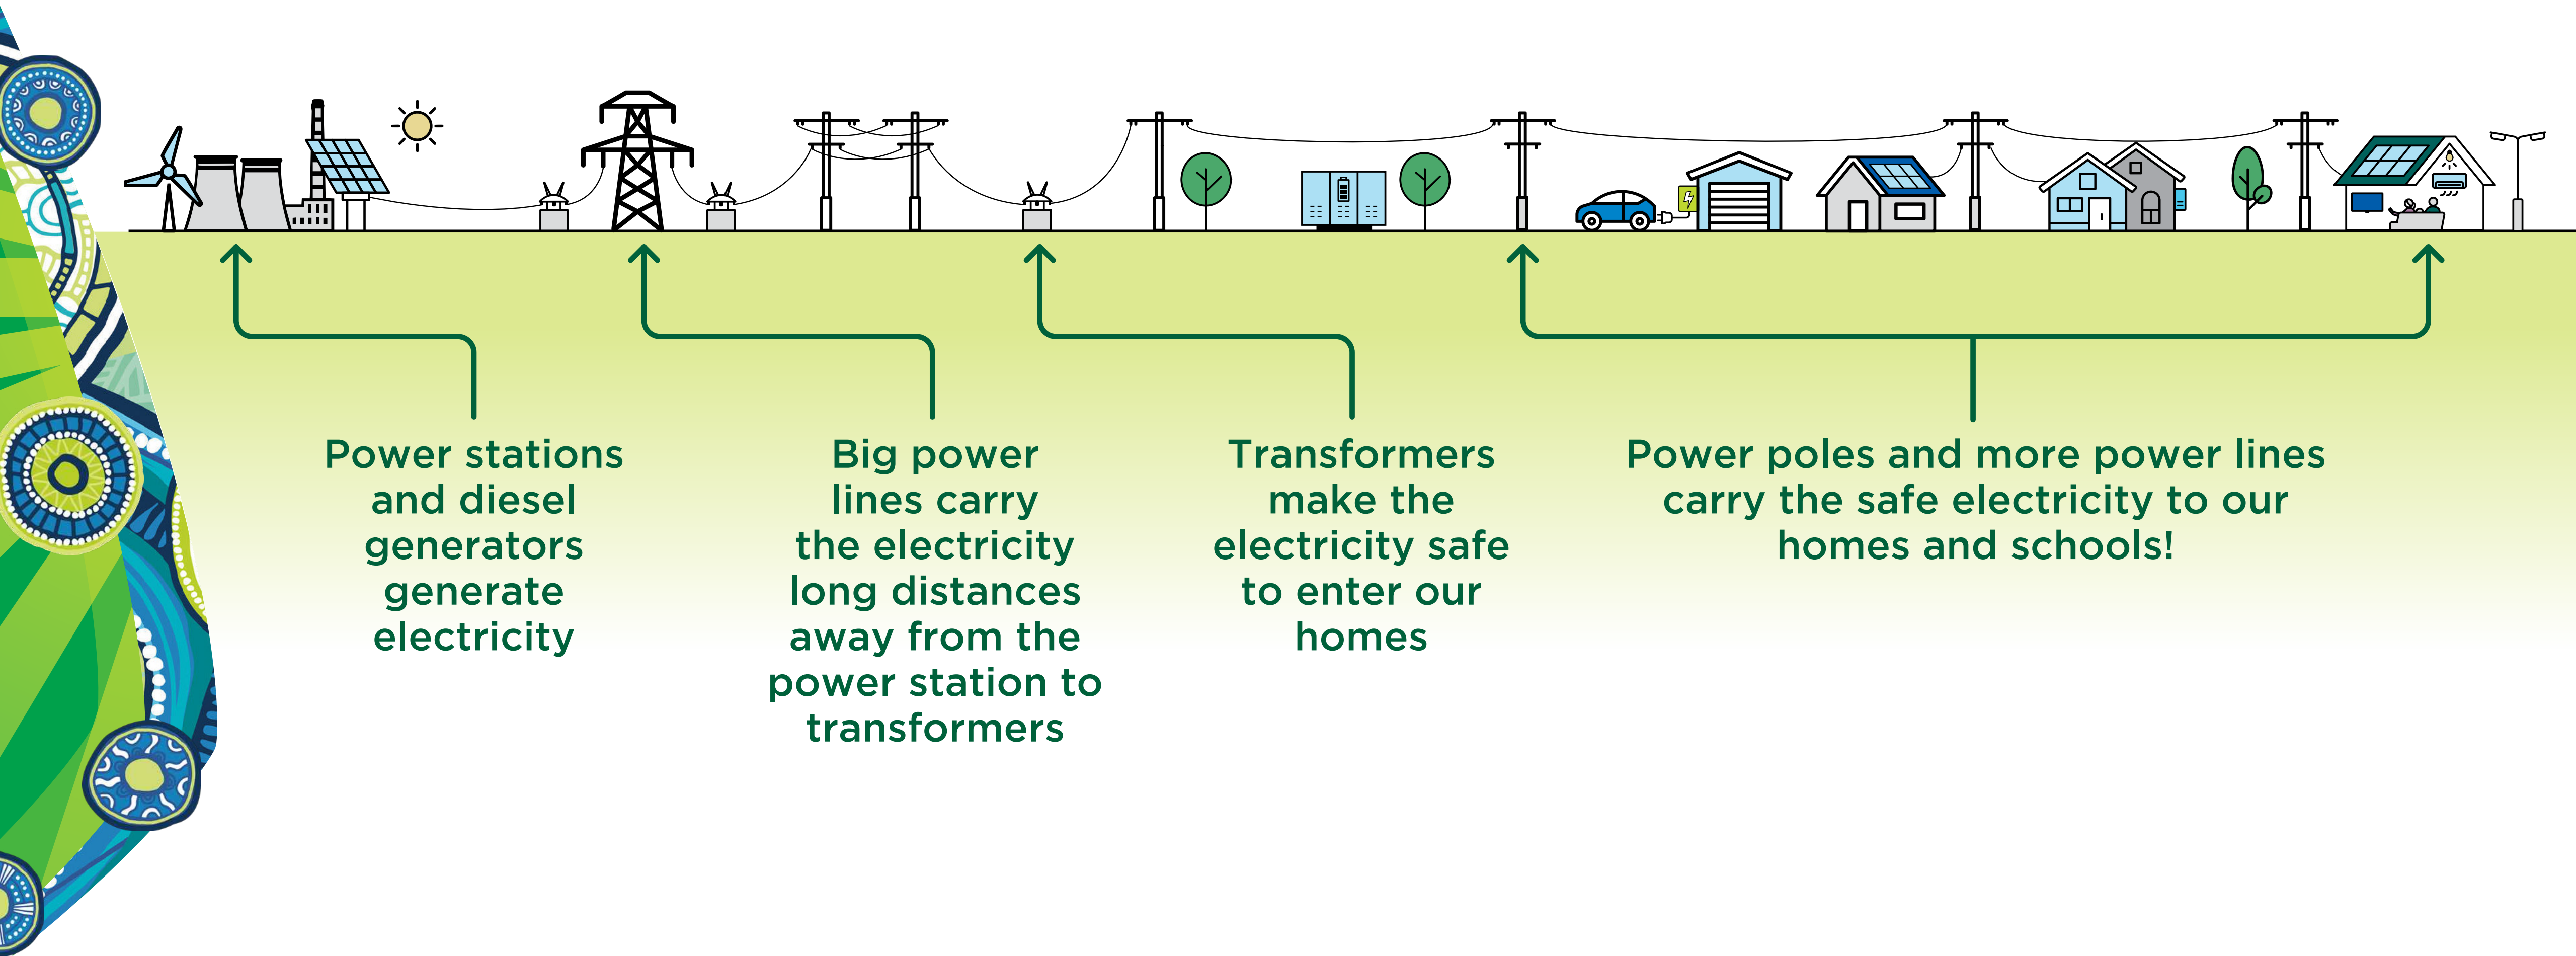 Power stations
and diesel
generators
generate
electricity
Big power
lines carry
the electricity
long distances
away from the
power station to
transformers
Transformers
make the
electricity safe
to enter our
homes
Power poles and more power lines
carry the safe electricity to our
homes and schools!